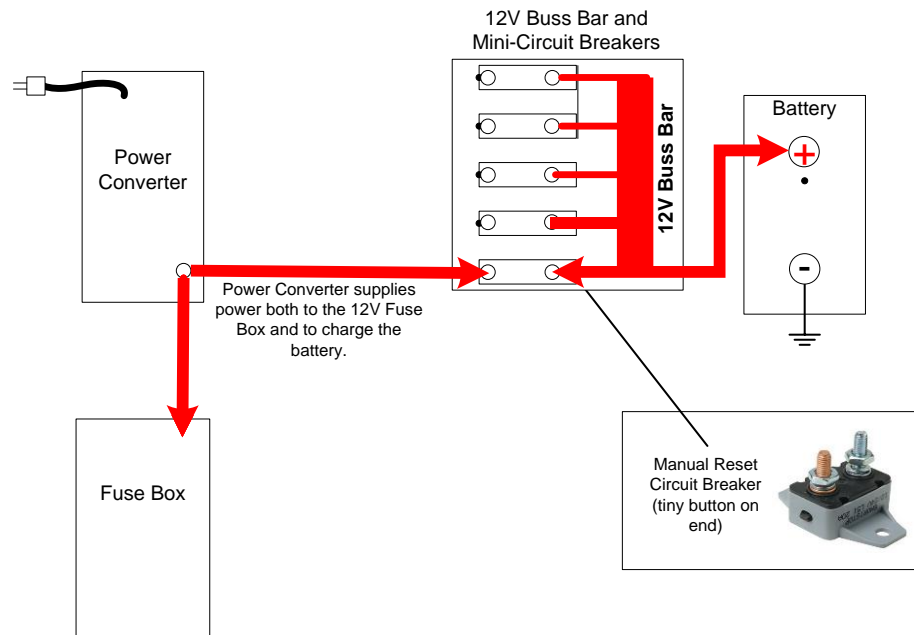 12V Buss Bar and
Mini-Circuit Breakers
Power
Converter
12V Buss Bar
Battery
+
-
Power Converter supplies
power both to the 12V Fuse
Box and to charge the
battery.
Fuse Box
Manual Reset
Circuit Breaker
(tiny button on
end)